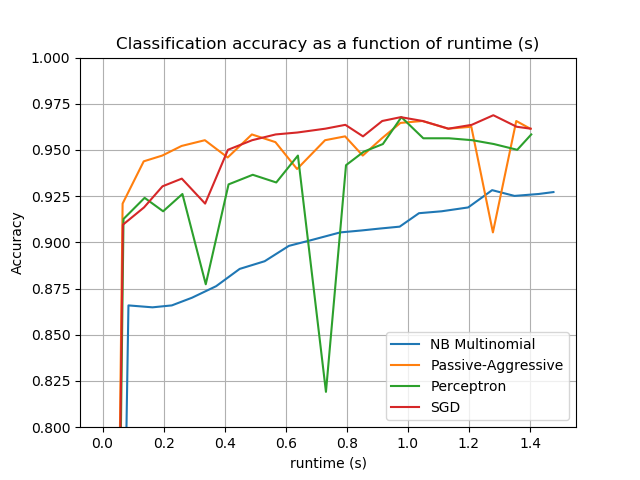 Classification accuracy as a function of runtime (s)
1.000
0.975
0.950
0.925
0.900
0.875
0.850
0.825
0.800
Accuracy
NB Multinomial
Passive-Aggressive
Perceptron
SGD
0.0 0.2 0.4 0.6 0.8 1.0 1.2 1.4
runtime (s)